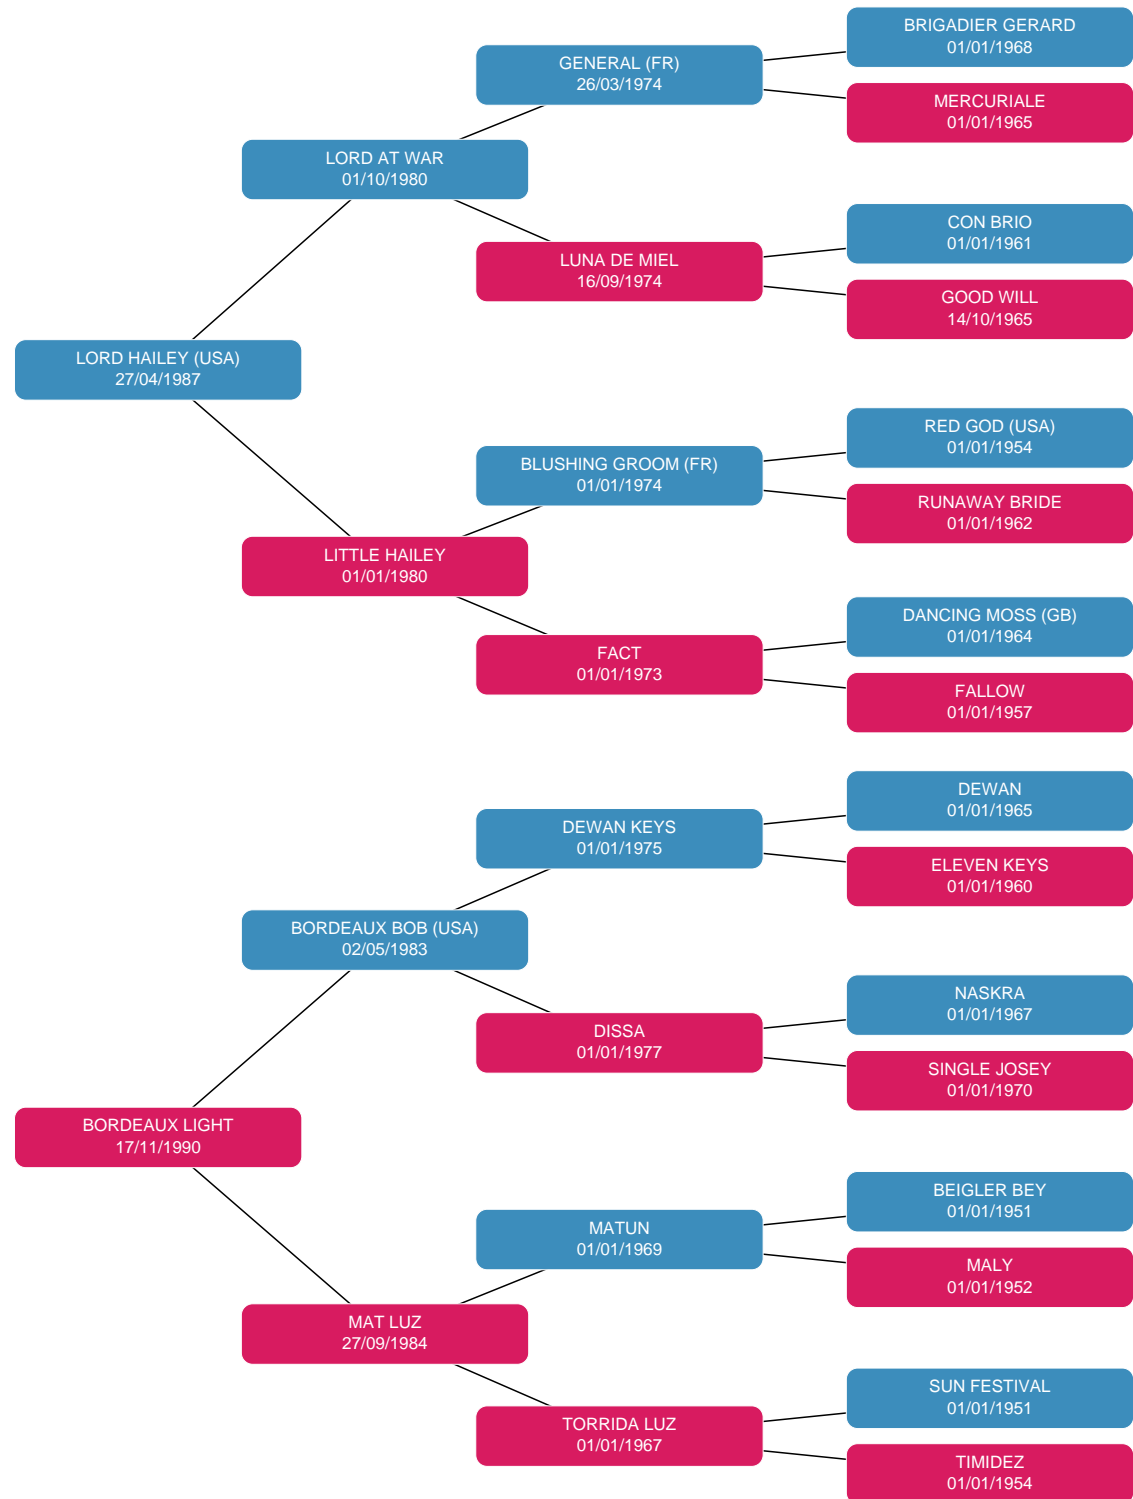 BRIGADIER GERARD
01/01/1968
GENERAL (FR)
26/03/1974
MERCURIALE
01/01/1965
LORD AT WAR
01/10/1980
CON BRIO
01/01/1961
LUNA DE MIEL
16/09/1974
GOOD WILL
14/10/1965
LORD HAILEY (USA)
27/04/1987
RED GOD (USA)
01/01/1954
BLUSHING GROOM (FR)
01/01/1974
RUNAWAY BRIDE
01/01/1962
LITTLE HAILEY
01/01/1980
DANCING MOSS (GB)
01/01/1964
FACT
01/01/1973
FALLOW
01/01/1957
DEWAN
01/01/1965
DEWAN KEYS
01/01/1975
ELEVEN KEYS
01/01/1960
BORDEAUX BOB (USA)
02/05/1983
NASKRA
01/01/1967
DISSA
01/01/1977
SINGLE JOSEY
01/01/1970
BORDEAUX LIGHT
17/11/1990
BEIGLER BEY
01/01/1951
MATUN
01/01/1969
MALY
01/01/1952
MAT LUZ
27/09/1984
SUN FESTIVAL
01/01/1951
TORRIDA LUZ
01/01/1967
TIMIDEZ
01/01/1954